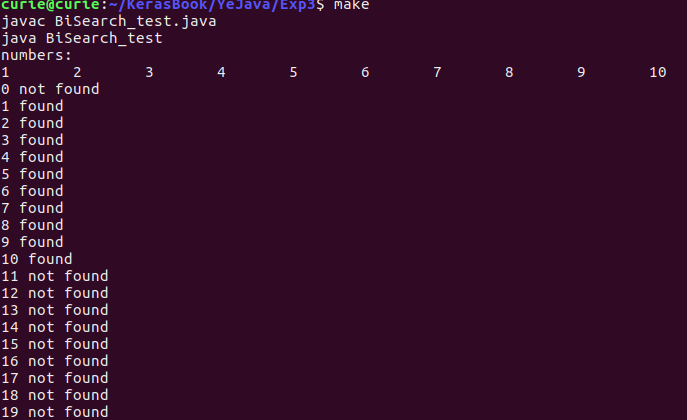 curie@curie:~/KerasBook/YeJava/Exp3$ make
javac BiSearch_test.java
java BiSearch_test
numbers:
1 2 3 4 5 6 7 8 9 10
0 not found
1 found
2 found
3 found
4 found
5 found
6 found
7 found
8 found
9 found
10 found
11 not found
12 not found
13 not found
14 not found
15 not found
16 not found
17 not found
18 not found
19 not found